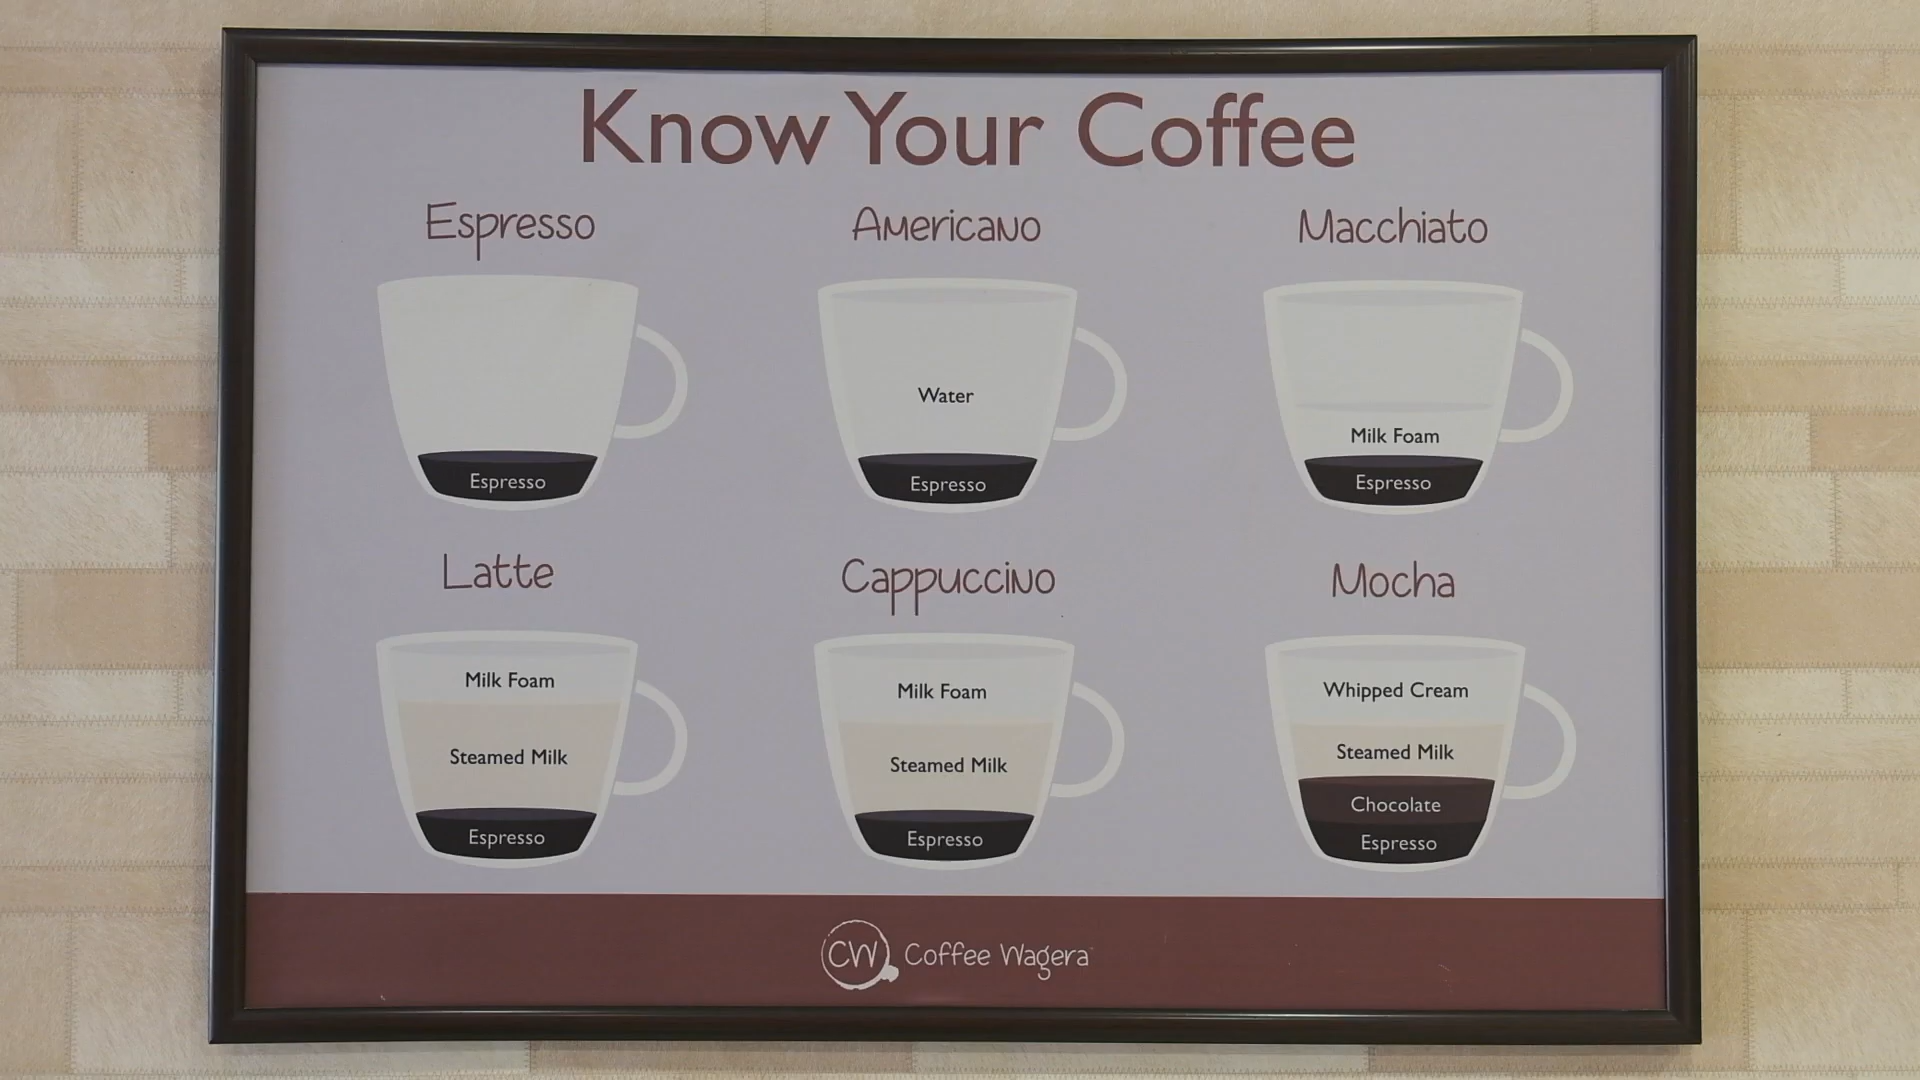 Know Your Coffee
Espresso
Americano
Macchiato
Espresso
Water
Espresso
Milk Foam
Espresso
Latte
Cappuccino
Mocha
Milk Foam
Steamed Milk
Espresso
Milk Foam
Steamed Milk
Espresso
Whipped Cream
Steamed Milk
Chocolate
Espresso
CW Coffee Wagera